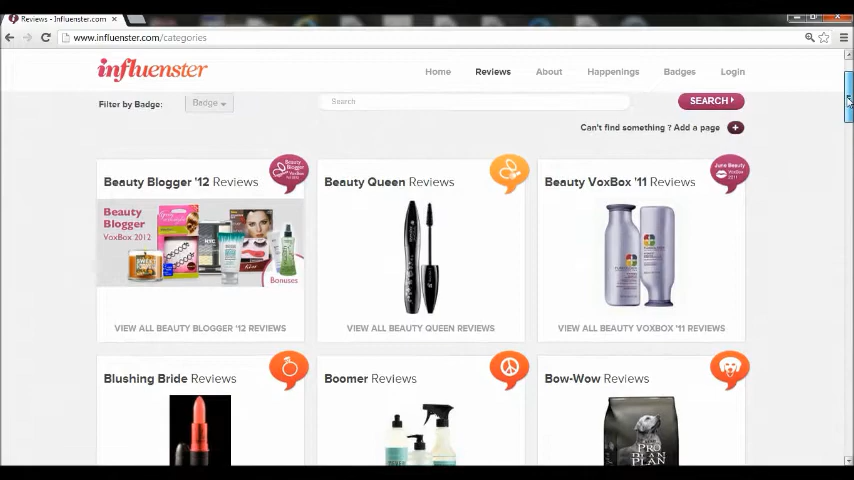 Reviews - Influenster.com
www.influenster.com/categories
influenster
Home Reviews About Happenings Badges Login
Filter by Badge: Badge Search SEARCH
Can't find something ? Add a page +
Beauty Blogger '12 Reviews
Beauty Queen Reviews
Beauty VoxBox '11 Reviews
Beauty
Blogger
VoxBox 2012
Bonuses
VIEW ALL BEAUTY BLOGGER '12 REVIEWS
VIEW ALL BEAUTY QUEEN REVIEWS
VIEW ALL BEAUTY VOXBOX '11 REVIEWS
Blushing Bride Reviews
Boomer Reviews
Bow-Wow Reviews
PRO
PLAN